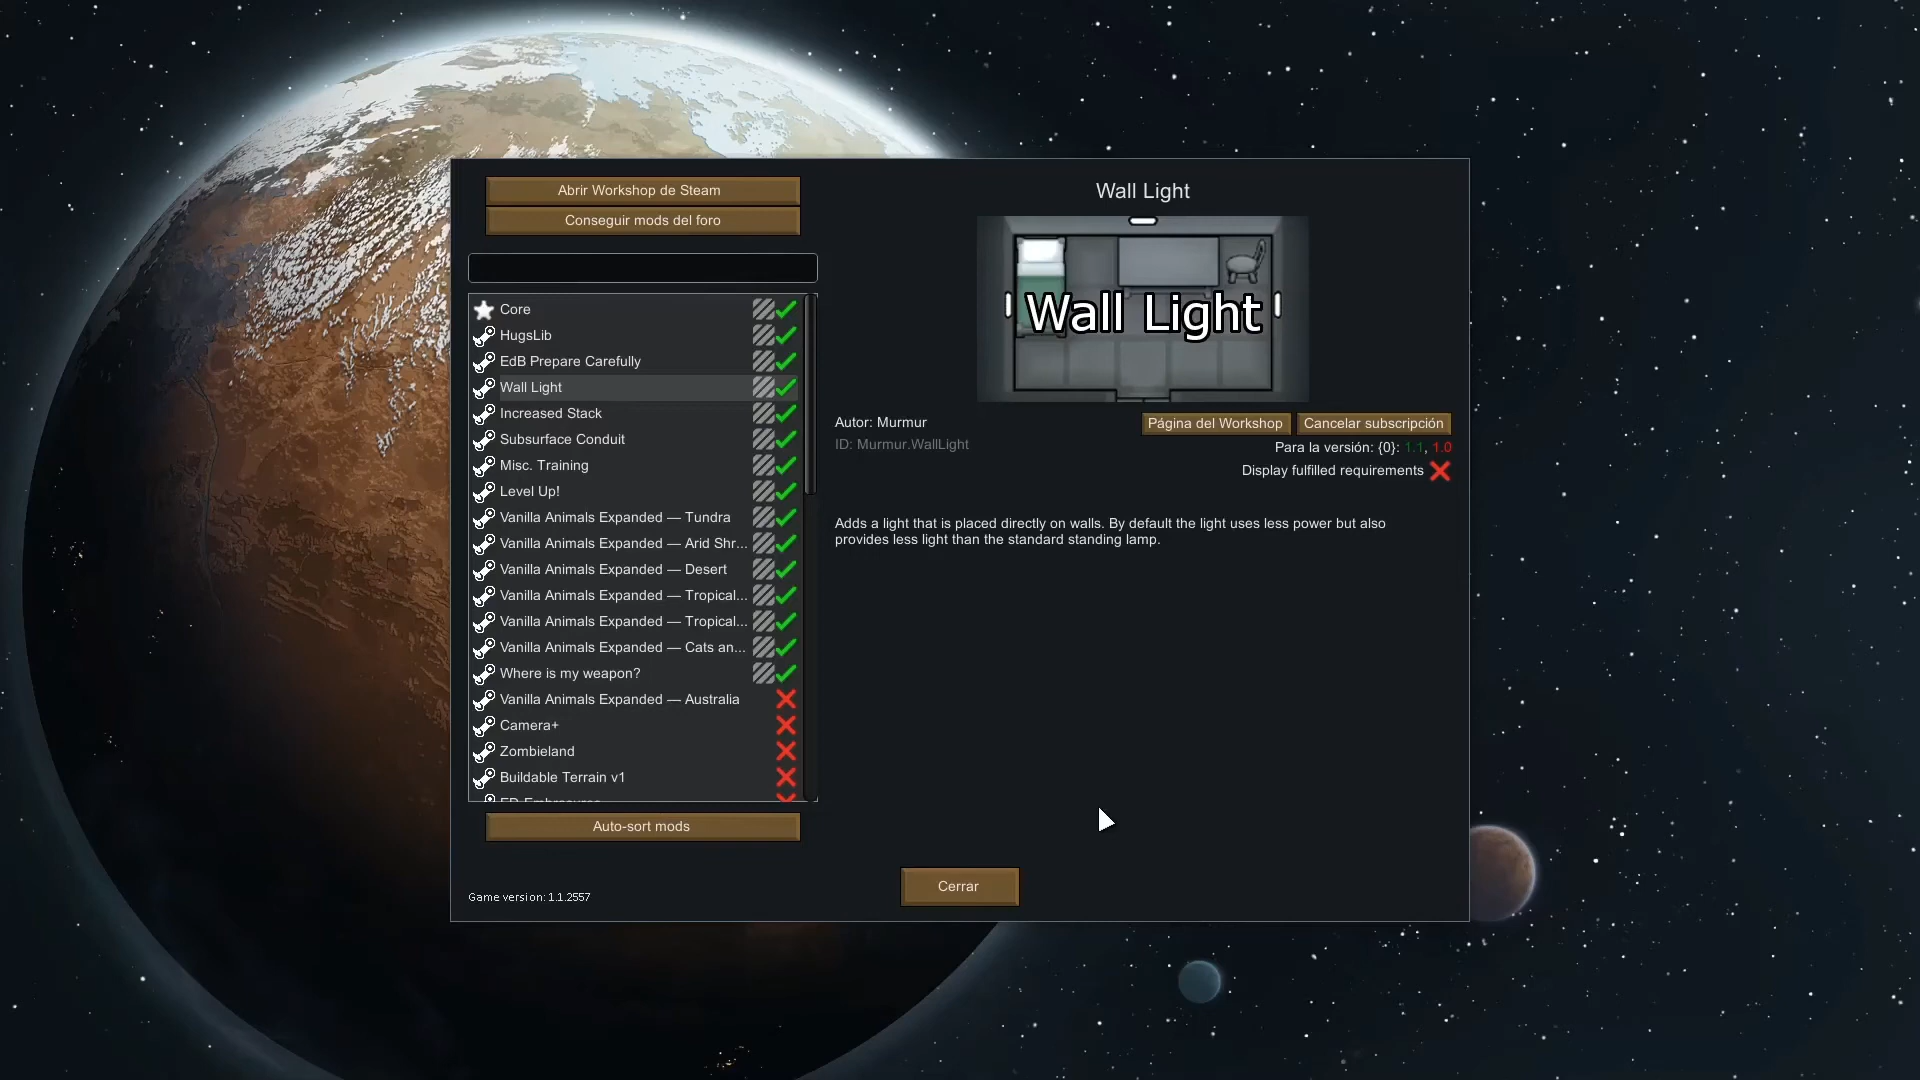 Abrir Workshop de Steam
Conseguir mods del foro
Core
HugsLib
EdB Prepare Carefully
Wall Light
Increased Stack
Subsurface Conduit
Misc. Training
Level Up!
Vanilla Animals Expanded — Tundra
Vanilla Animals Expanded — Arid Shr...
Vanilla Animals Expanded — Desert
Vanilla Animals Expanded — Tropical...
Vanilla Animals Expanded — Tropical...
Vanilla Animals Expanded — Cats an...
Where is my weapon?
Vanilla Animals Expanded — Australia
Camera+
Zombieland
Buildable Terrain v1
Auto-sort mods
Game version: 1.1.2557
Wall Light
Wall Light
Autor: Murmur
Página del Workshop
Cancelar subscripción
ID: Murmur.WallLight
Para la versión: {0}: 1.1, 1.0
Display fulfilled requirements
Adds a light that is placed directly on walls. By default the light uses less power but also
provides less light than the standard standing lamp.
Cerrar